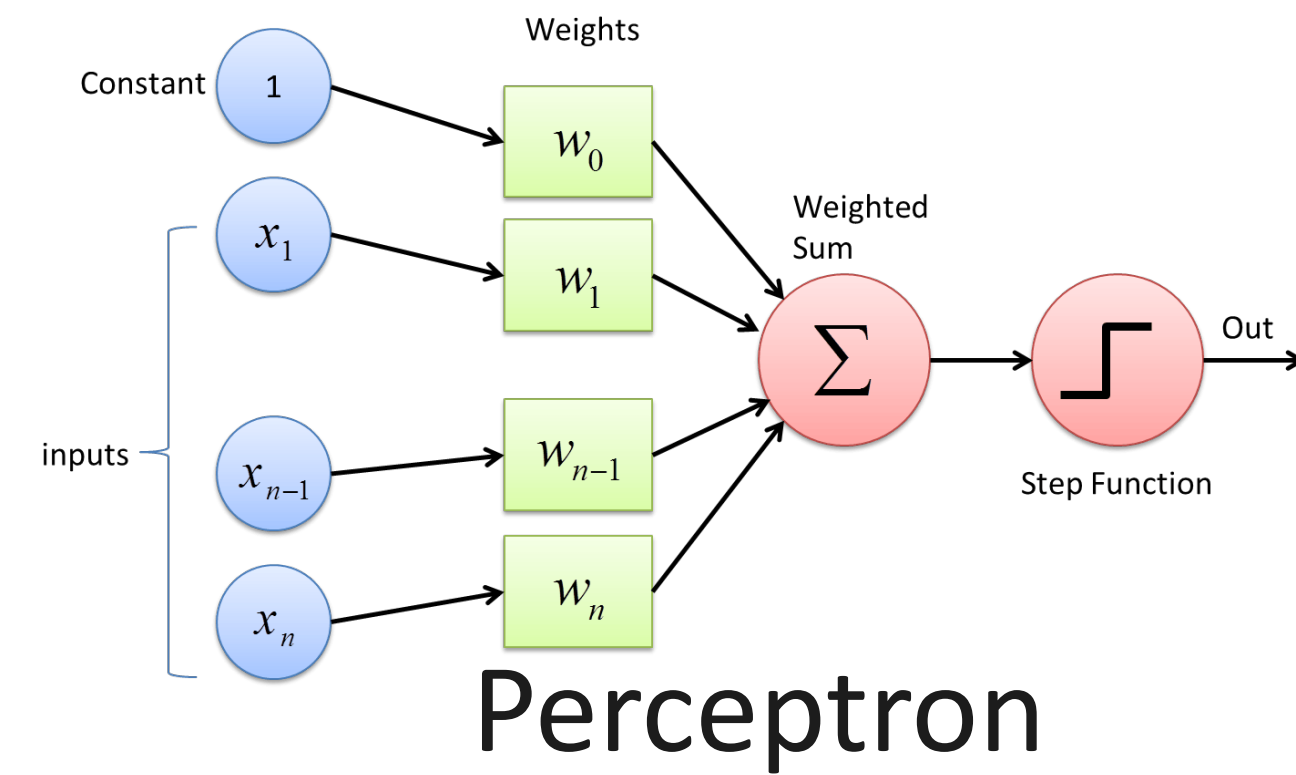 Weights
Constant
1
w₀
x₁
w₁
Weighted
Sum
∑
Out
inputs
xₙ₋₁
wₙ₋₁
Step Function
xₙ
wₙ
Perceptron